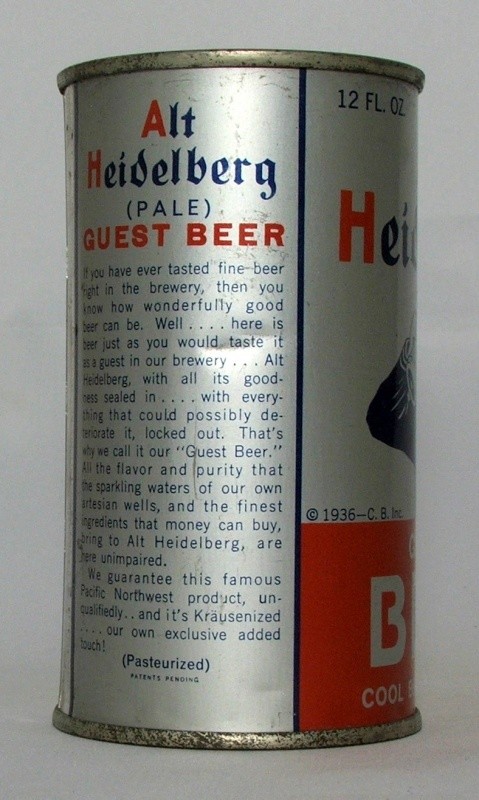 Alt
Heidelberg
(PALE)
GUEST BEER
If you have ever tasted fine beer
right in the brewery, then you
know how wonderfully good
beer can be. Well . . . . here is
beer just as you would taste it
as a guest in our brewery . . . Alt
Heidelberg, with all its good-
ness sealed in . . . . with every-
thing that could possibly de-
teriorate it, locked out. That's
why we call it our "Guest Beer."
All the flavor and purity that
the sparkling waters of our own
artesian wells, and the finest
ingredients that money can buy,
bring to Alt Heidelberg, are
here unimpaired.
We guarantee this famous
Pacific Northwest product, un-
qualifiedly . . and it's Kräusenized
. . . . our own exclusive added
touch!
(Pasteurized)
PATENTS PENDING
12 FL. OZ.
Hei
© 1936—C. B. Inc.
B
COOL